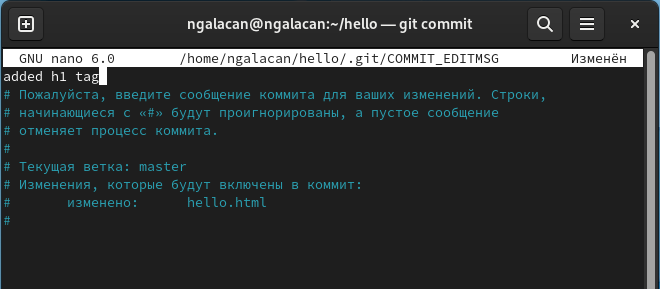 ngalacan@ngalacan:~/hello — git commit
GNU nano 6.0 /home/ngalacan/hello/.git/COMMIT_EDITMSG Изменён
added h1 tag
# Пожалуйста, введите сообщение коммита для ваших изменений. Строки,
# начинающиеся с «#» будут проигнорированы, а пустое сообщение
# отменяет процесс коммита.
#
# Текущая ветка: master
# Изменения, которые будут включены в коммит:
#       изменено:      hello.html
#